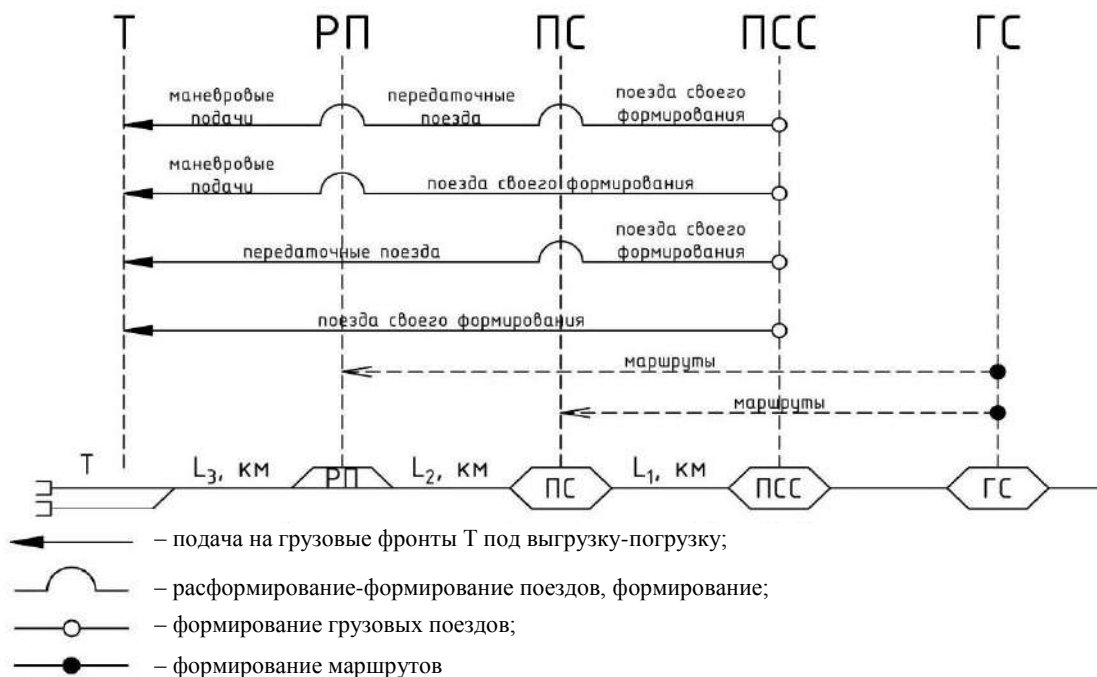 Т РП ПС ПСС ГС
маневровые
подачи
передаточные
поезда
поезда своего
формирования
маневровые
подачи
поезда своего формирования
передаточные поезда
поезда своего
формирования
поезда своего формирования
маршруты
маршруты
Т L3, км РП L2, км ПС L1, км ПСС ГС
– подача на грузовые фронты Т под выгрузку-погрузку;
– расформирование-формирование поездов, формирование;
– формирование грузовых поездов;
– формирование маршрутов